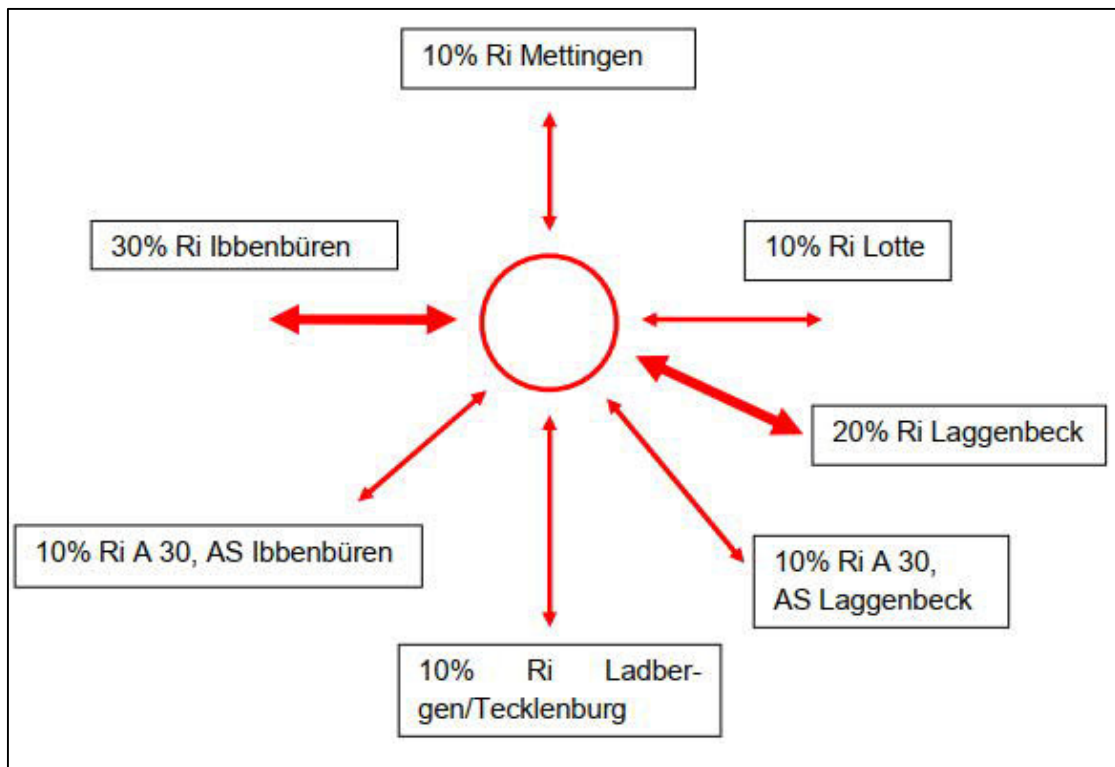 10% Ri Mettingen
30% Ri Ibbenbüren
10% Ri Lotte
20% Ri Laggenbeck
10% Ri A 30, AS Ibbenbüren
10% Ri A 30,
AS Laggenbeck
10% Ri Ladber-
gen/Tecklenburg